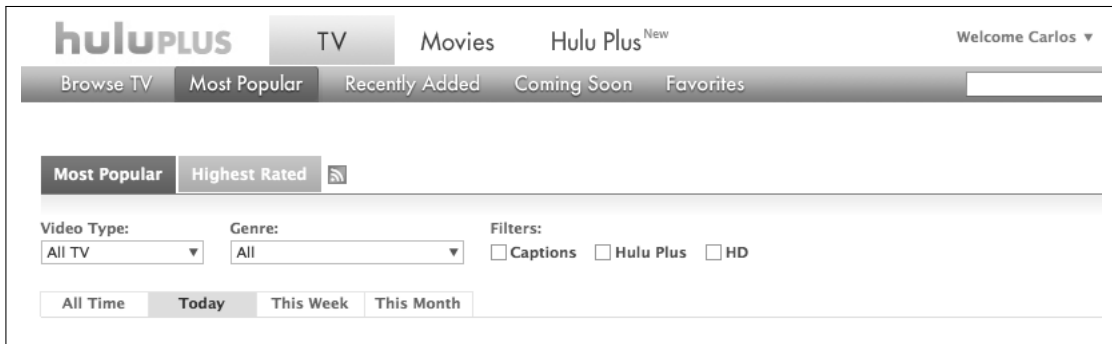 huluPLUS TV Movies Hulu Plus New Welcome Carlos ▼
Browse TV Most Popular Recently Added Coming Soon Favorites
Most Popular Highest Rated
Video Type: Genre: Filters:
All TV ▼ All ▼ Captions Hulu Plus HD
All Time Today This Week This Month